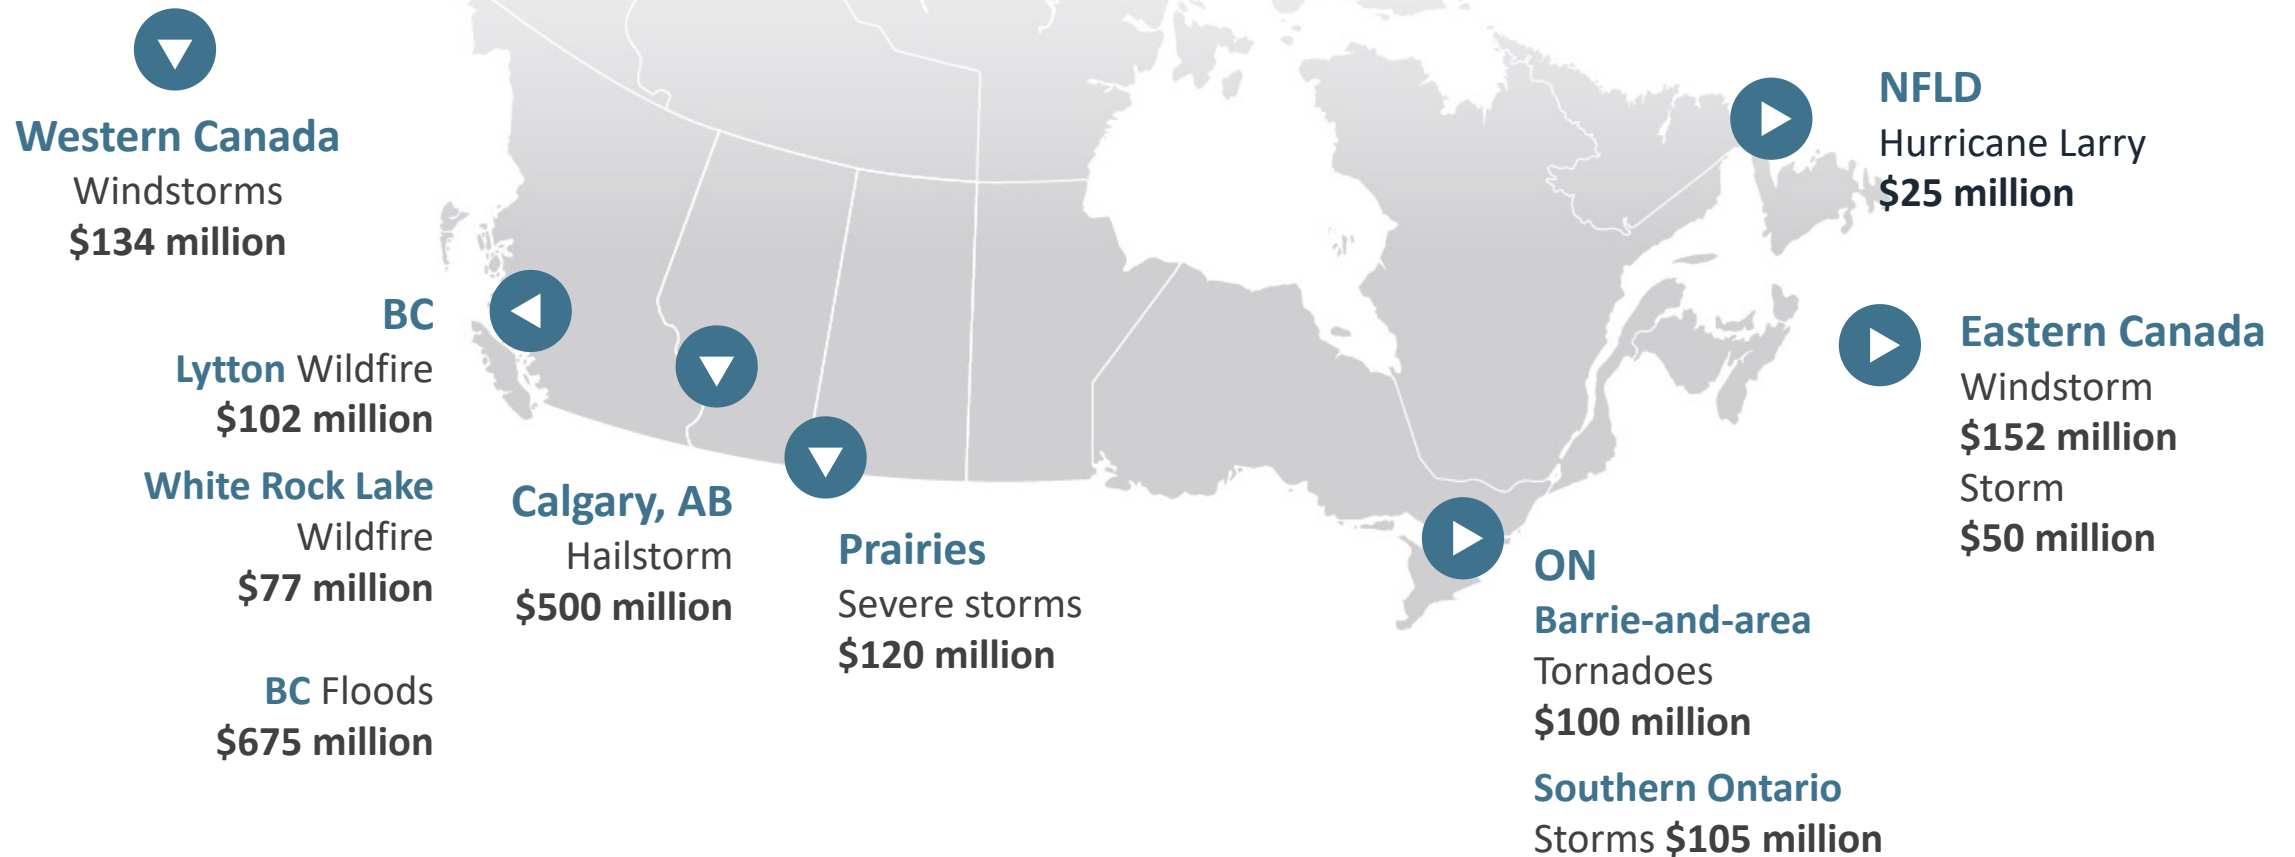 Western Canada
Windstorms
$134 million
BC
Lytton Wildfire
$102 million
White Rock Lake
Wildfire
$77 million
BC Floods
$675 million
Calgary, AB
Hailstorm
$500 million
Prairies
Severe storms
$120 million
NFLD
Hurricane Larry
$25 million
Eastern Canada
Windstorm
$152 million
Storm
$50 million
ON
Barrie-and-area
Tornadoes
$100 million
Southern Ontario
Storms $105 million